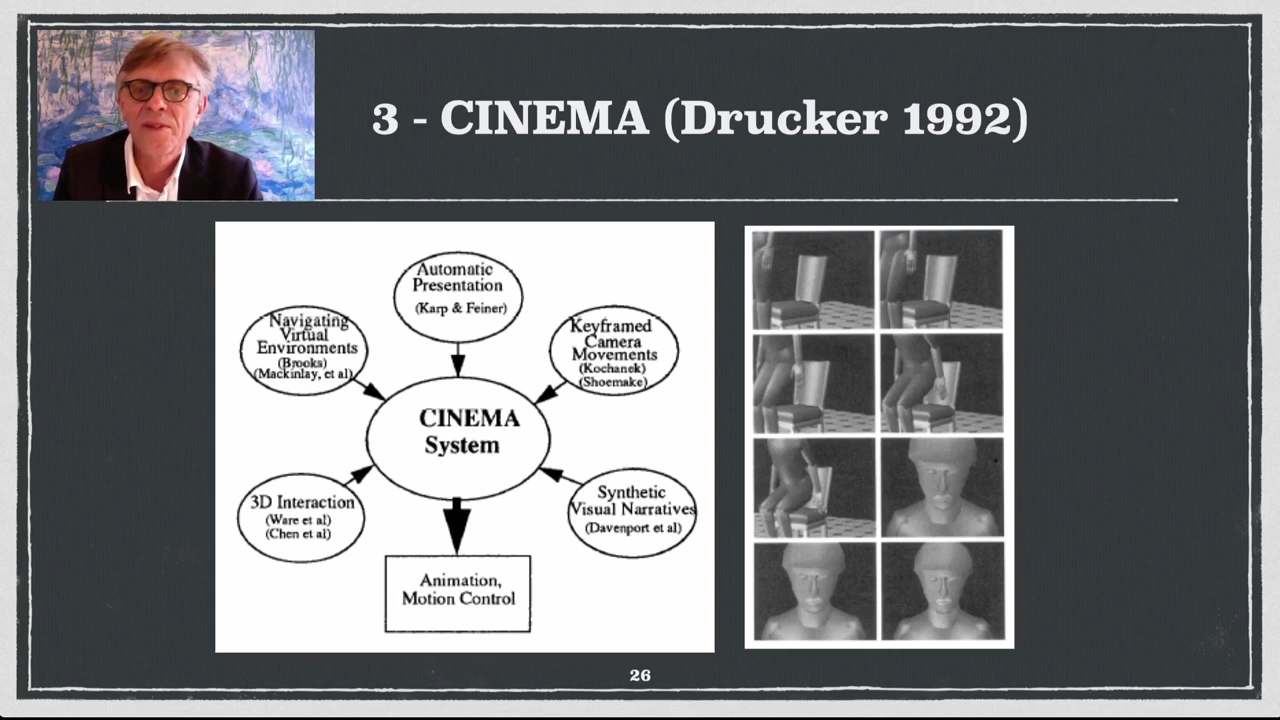 3 - CINEMA (Drucker 1992)
Automatic
Presentation
(Karp & Feiner)
Navigating
Virtual
Environments
(Brooks)
(Mackinlay, et al)
Keyframed
Camera
Movements
(Kochanek)
(Shoemake)
CINEMA
System
3D Interaction
(Ware et al)
(Chen et al)
Synthetic
Visual Narratives
(Davenport et al)
Animation,
Motion Control
26